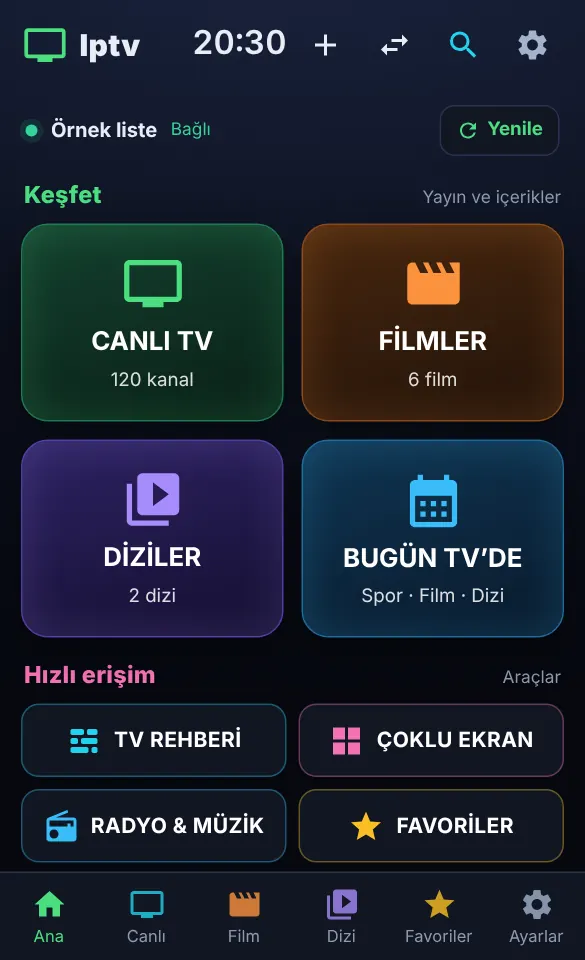 Iptv 20:30
Örnek liste Bağlı Yenile
Keşfet Yayın ve içerikler
CANLI TV
120 kanal
FİLMLER
6 film
DİZİLER
2 dizi
BUGÜN TV’DE
Spor · Film · Dizi
Hızlı erişim Araçlar
TV REHBERİ
ÇOKLU EKRAN
RADYO & MÜZİK
FAVORİLER
Ana Canlı Film Dizi Favoriler Ayarlar